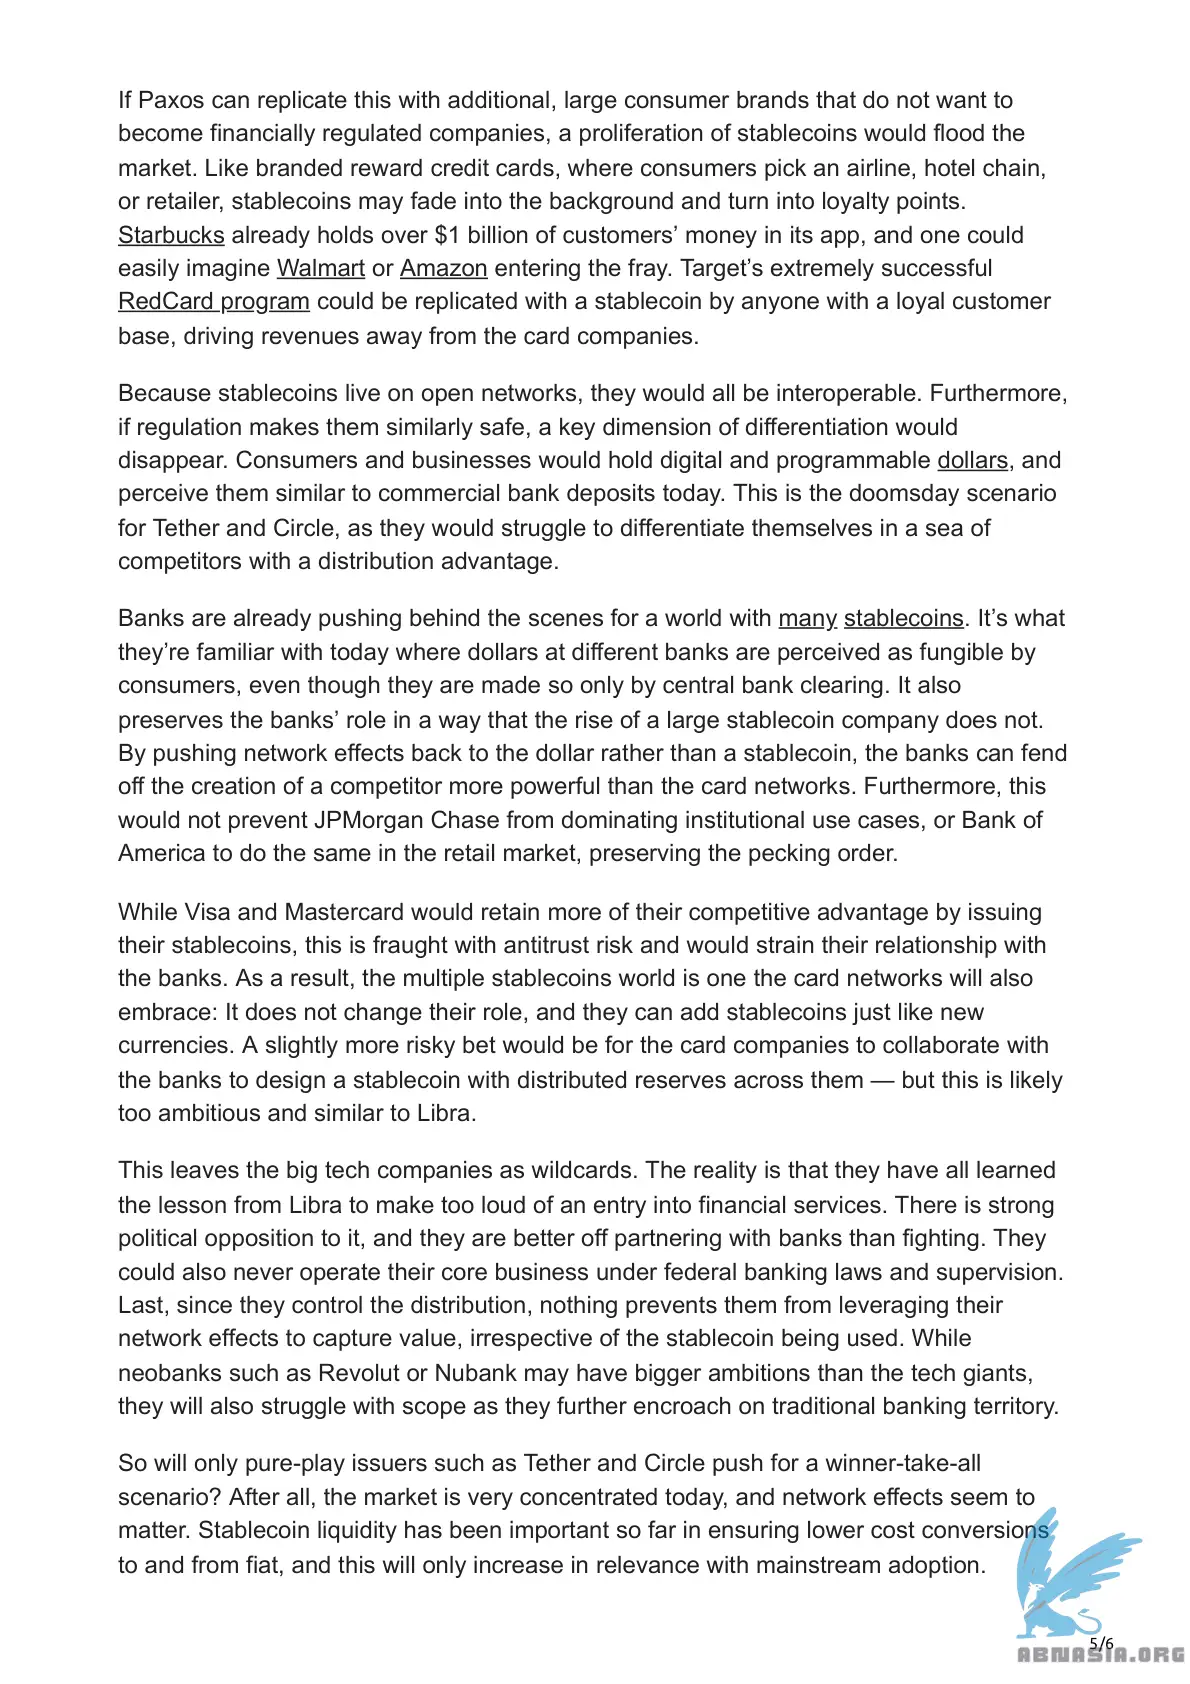 If Paxos can replicate this with additional, large consumer brands that do not want to
become financially regulated companies, a proliferation of stablecoins would flood the
market. Like branded reward credit cards, where consumers pick an airline, hotel chain,
or retailer, stablecoins may fade into the background and turn into loyalty points.
Starbucks already holds over $1 billion of customers’ money in its app, and one could
easily imagine Walmart or Amazon entering the fray. Target’s extremely successful
RedCard program could be replicated with a stablecoin by anyone with a loyal customer
base, driving revenues away from the card companies.
Because stablecoins live on open networks, they would all be interoperable. Furthermore,
if regulation makes them similarly safe, a key dimension of differentiation would
disappear. Consumers and businesses would hold digital and programmable dollars, and
perceive them similar to commercial bank deposits today. This is the doomsday scenario
for Tether and Circle, as they would struggle to differentiate themselves in a sea of
competitors with a distribution advantage.
Banks are already pushing behind the scenes for a world with many stablecoins. It’s what
they’re familiar with today where dollars at different banks are perceived as fungible by
consumers, even though they are made so only by central bank clearing. It also
preserves the banks’ role in a way that the rise of a large stablecoin company does not.
By pushing network effects back to the dollar rather than a stablecoin, the banks can fend
off the creation of a competitor more powerful than the card networks. Furthermore, this
would not prevent JPMorgan Chase from dominating institutional use cases, or Bank of
America to do the same in the retail market, preserving the pecking order.
While Visa and Mastercard would retain more of their competitive advantage by issuing
their stablecoins, this is fraught with antitrust risk and would strain their relationship with
the banks. As a result, the multiple stablecoins world is one the card networks will also
embrace: It does not change their role, and they can add stablecoins just like new
currencies. A slightly more risky bet would be for the card companies to collaborate with
the banks to design a stablecoin with distributed reserves across them — but this is likely
too ambitious and similar to Libra.
This leaves the big tech companies as wildcards. The reality is that they have all learned
the lesson from Libra to make too loud of an entry into financial services. There is strong
political opposition to it, and they are better off partnering with banks than fighting. They
could also never operate their core business under federal banking laws and supervision.
Last, since they control the distribution, nothing prevents them from leveraging their
network effects to capture value, irrespective of the stablecoin being used. While
neobanks such as Revolut or Nubank may have bigger ambitions than the tech giants,
they will also struggle with scope as they further encroach on traditional banking territory.
So will only pure-play issuers such as Tether and Circle push for a winner-take-all
scenario? After all, the market is very concentrated today, and network effects seem to
matter. Stablecoin liquidity has been important so far in ensuring lower cost conversions
to and from fiat, and this will only increase in relevance with mainstream adoption.
5/6
ABNASIA.ORG